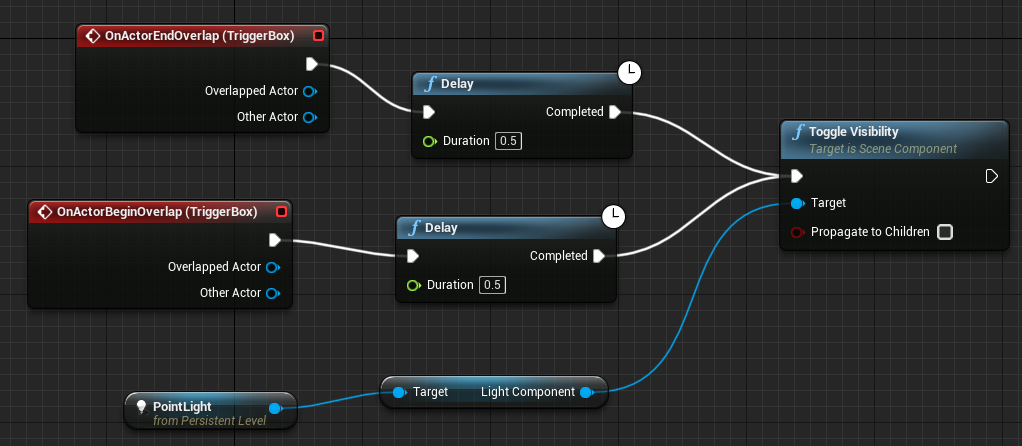 OnActorEndOverlap (TriggerBox)
Overlapped Actor
Other Actor
f Delay
Completed
Duration 0.5
f Toggle Visibility
Target is Scene Component
Target
Propagate to Children
OnActorBeginOverlap (TriggerBox)
Overlapped Actor
Other Actor
f Delay
Completed
Duration 0.5
PointLight
from Persistent Level
Target Light Component